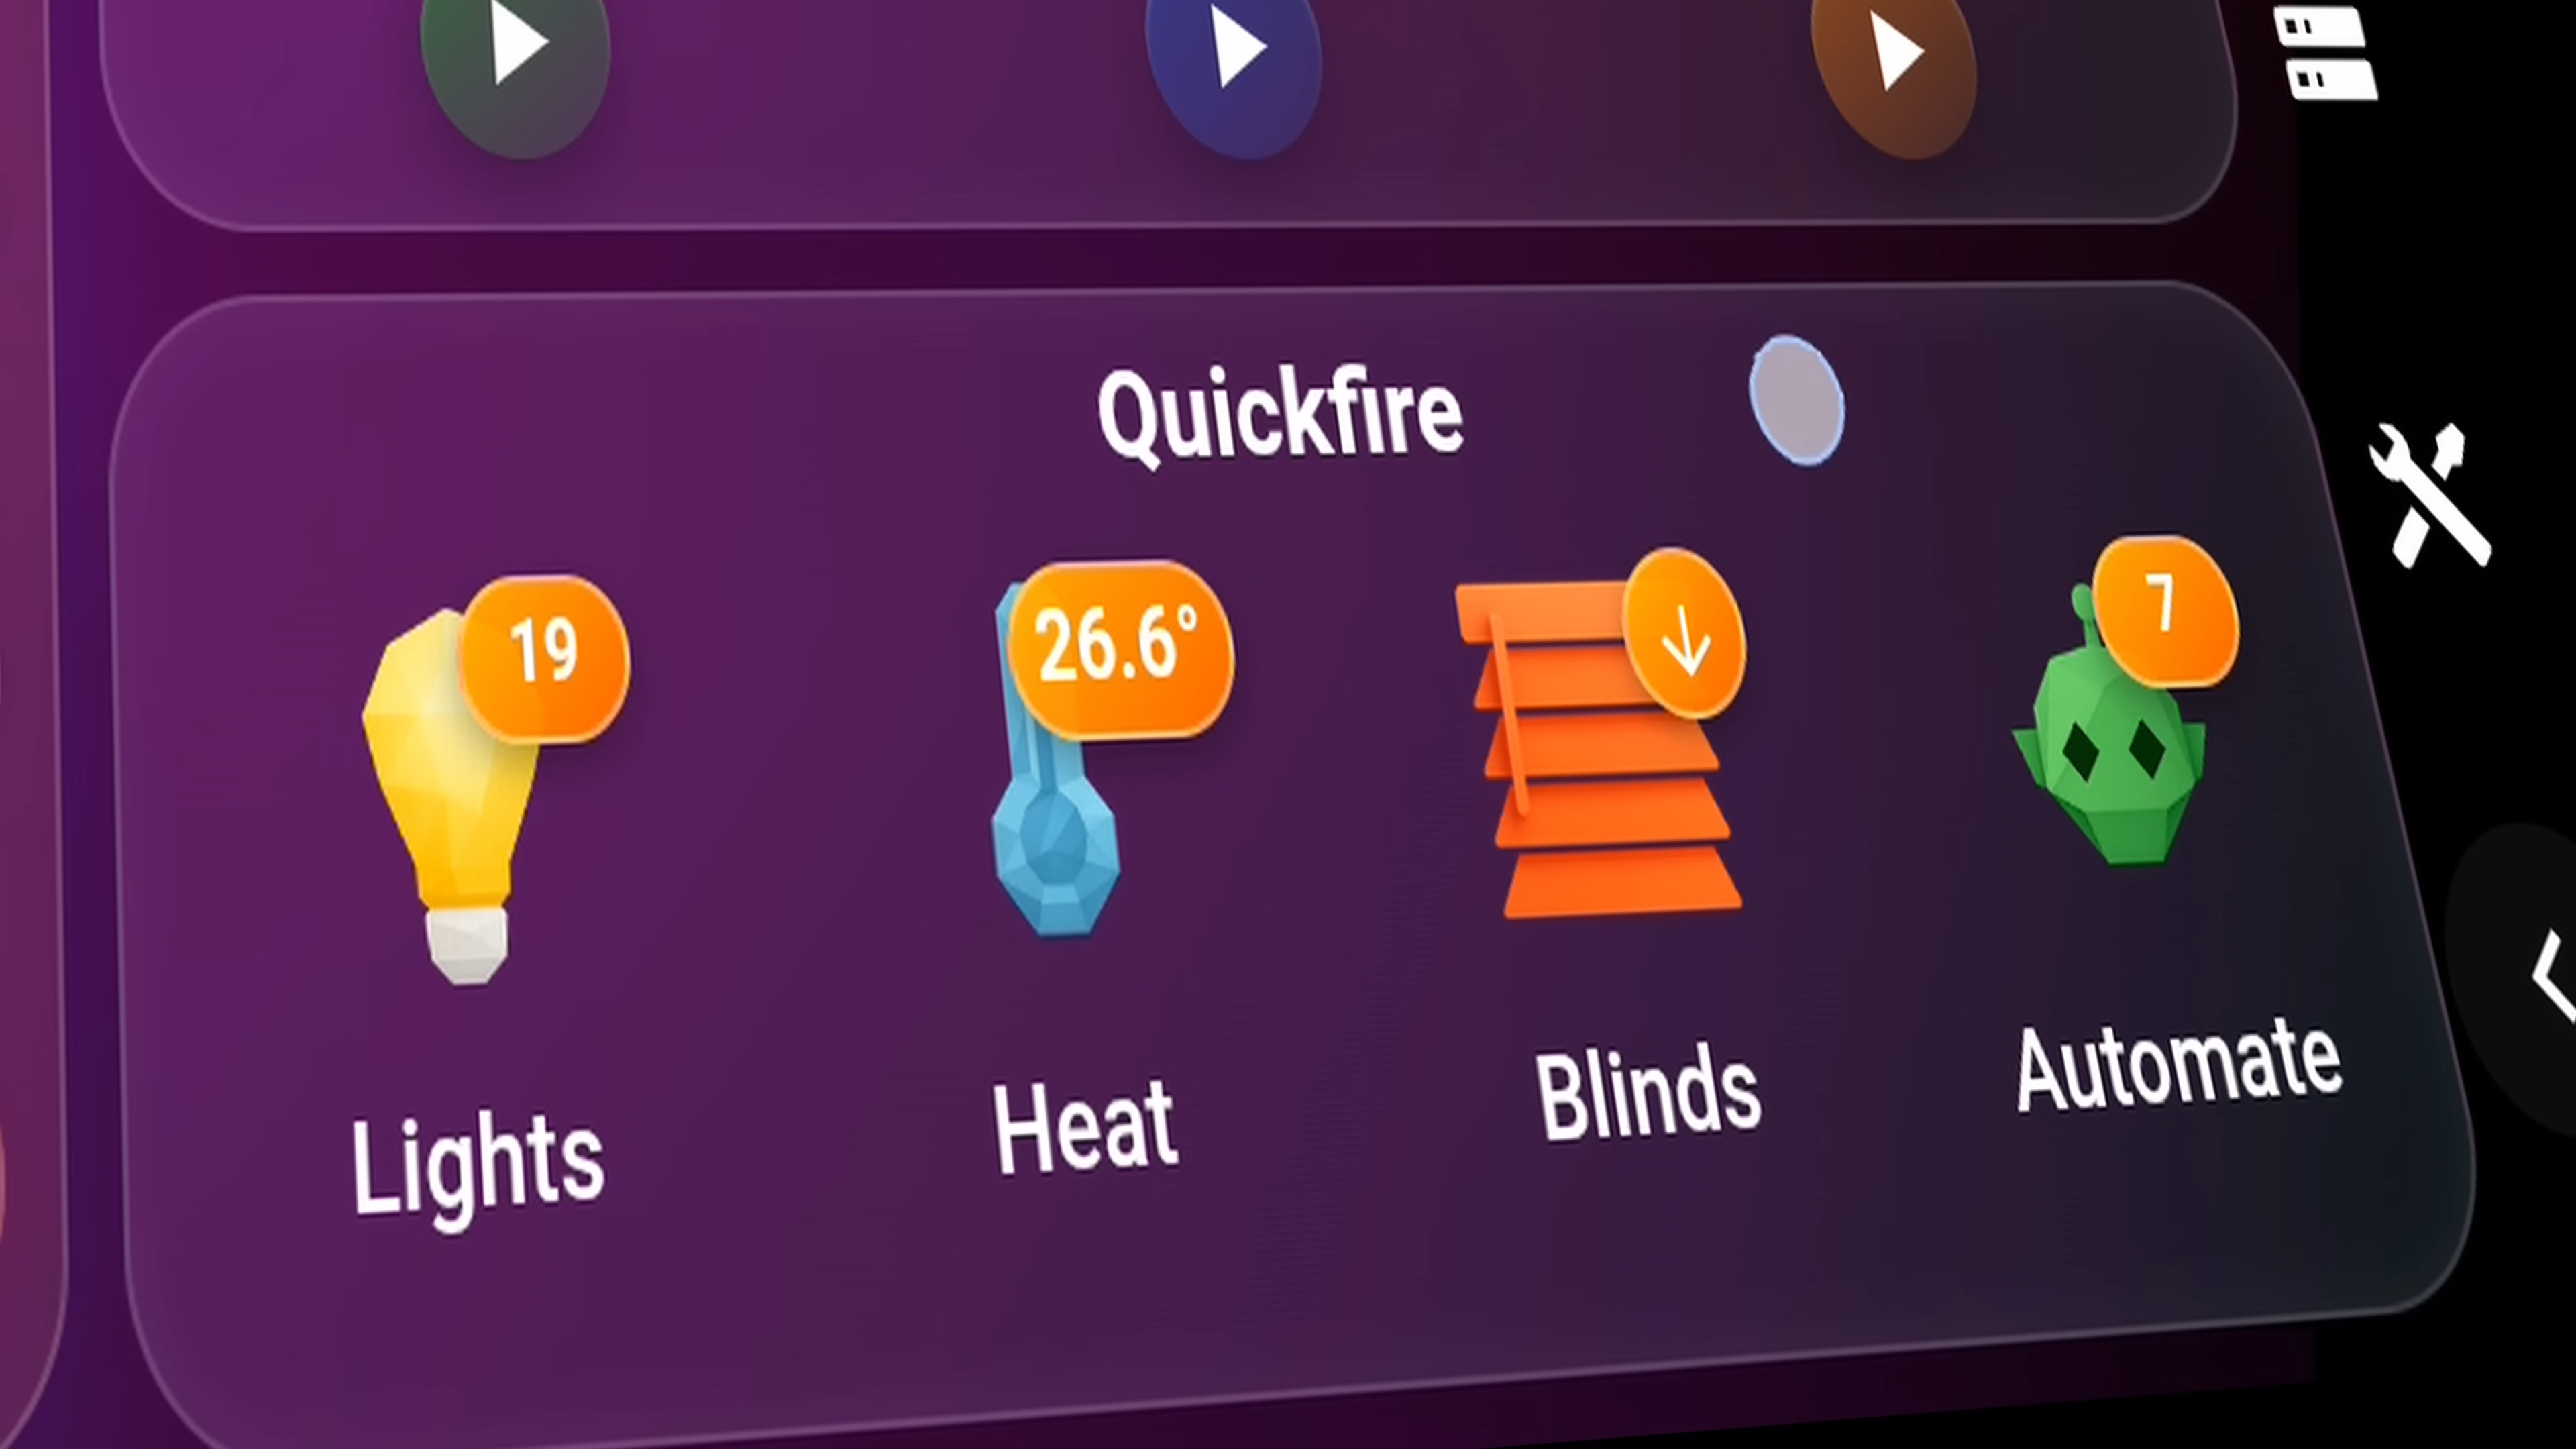 Quickfire
19
26.6°
↓
7
Lights
Heat
Blinds
Automate